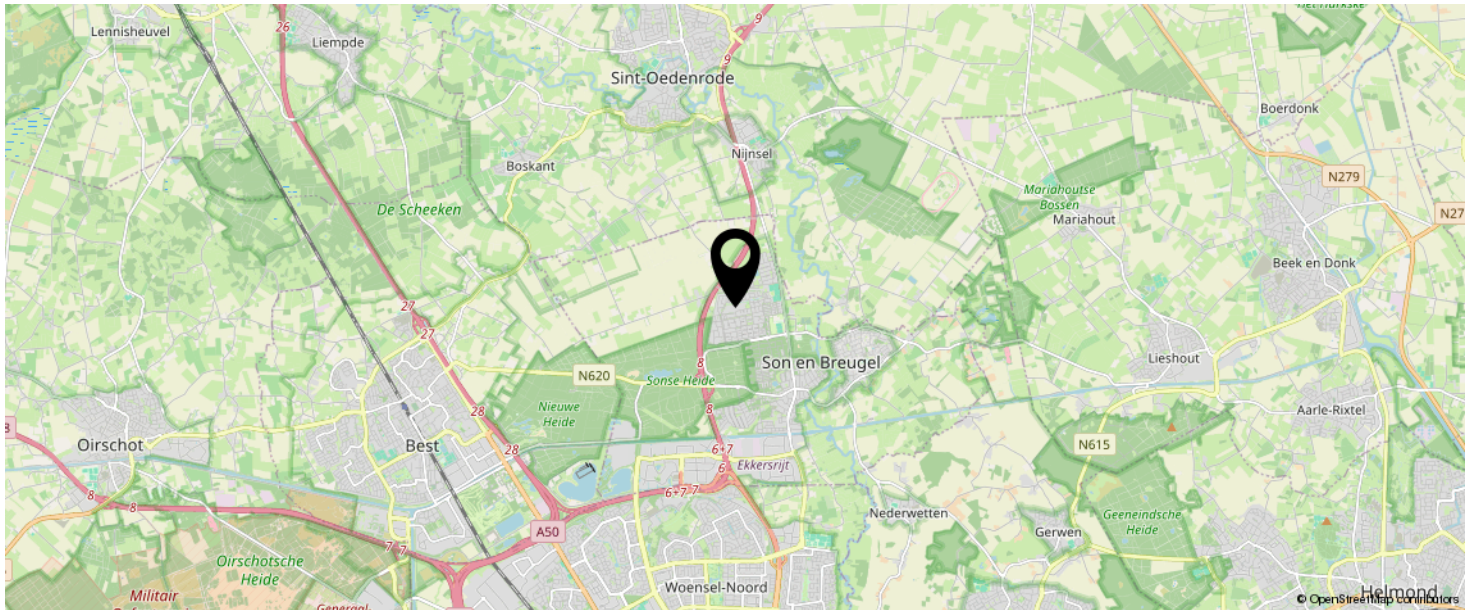 26
9
Lennisheuvel
Liempde
Sint-Oedenrode
9
Boerdonk
Boskant
Nijnsel
N279
De Scheeken
Mariahoutse
Bossen
Mariahout
Beek en Donk
27
27
8
Son en Breugel
Lieshout
N620
Sonse Heide
28
Nieuwe
Heide
8
Aarle-Rixtel
Oirschot
Best
28
6+7
N615
6
Ekkersrijt
8
8
6+7
7
Nederwetten
Geeneindsche
Heide
A50
Gerwen
7
7
Oirschotsche
Heide
Woensel-Noord
Militair
Generaal
Helmond
© OpenStreetMap contributors